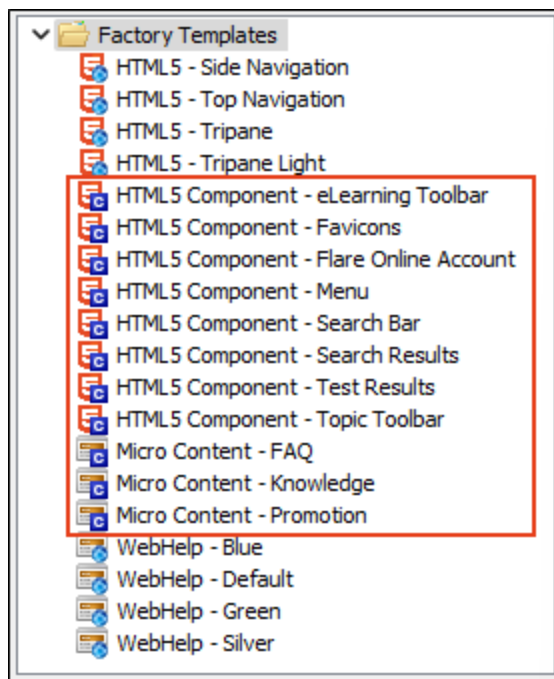 Factory Templates
HTML5 - Side Navigation
HTML5 - Top Navigation
HTML5 - Tripane
HTML5 - Tripane Light
HTML5 Component - eLearning Toolbar
HTML5 Component - Favicons
HTML5 Component - Flare Online Account
HTML5 Component - Menu
HTML5 Component - Search Bar
HTML5 Component - Search Results
HTML5 Component - Test Results
HTML5 Component - Topic Toolbar
Micro Content - FAQ
Micro Content - Knowledge
Micro Content - Promotion
WebHelp - Blue
WebHelp - Default
WebHelp - Green
WebHelp - Silver